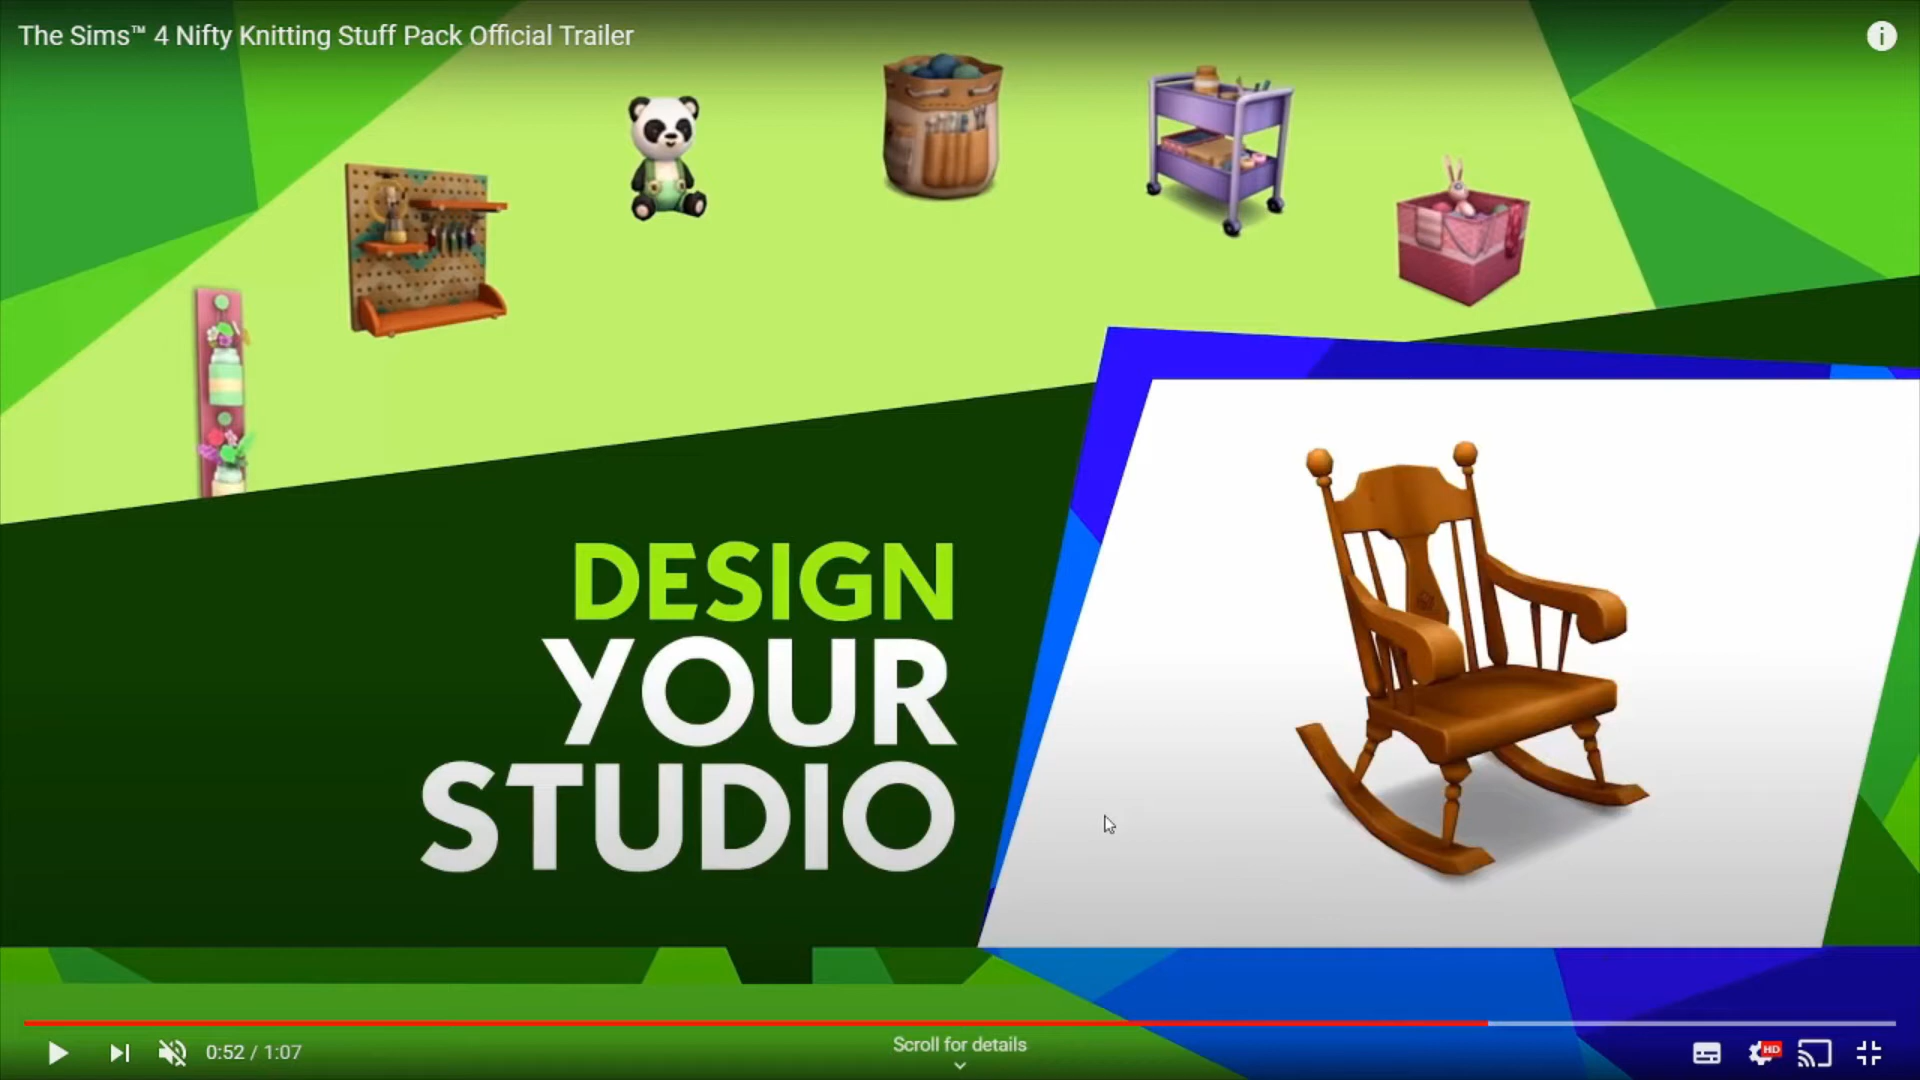 The Sims™ 4 Nifty Knitting Stuff Pack Official Trailer
DESIGN
YOUR
STUDIO
Scroll for details
0:52 / 1:07
HD